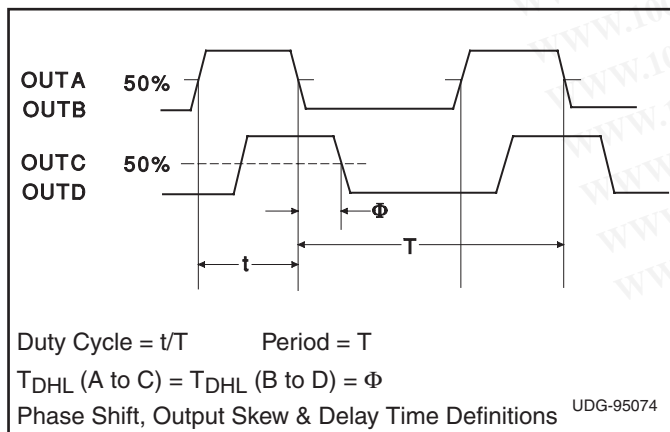 OUTA 50%
OUTB
OUTC 50%
OUTD
Φ
T
t
Duty Cycle = t/T Period = T
TDHL (A to C) = TDHL (B to D) = Φ
Phase Shift, Output Skew & Delay Time Definitions UDG-95074